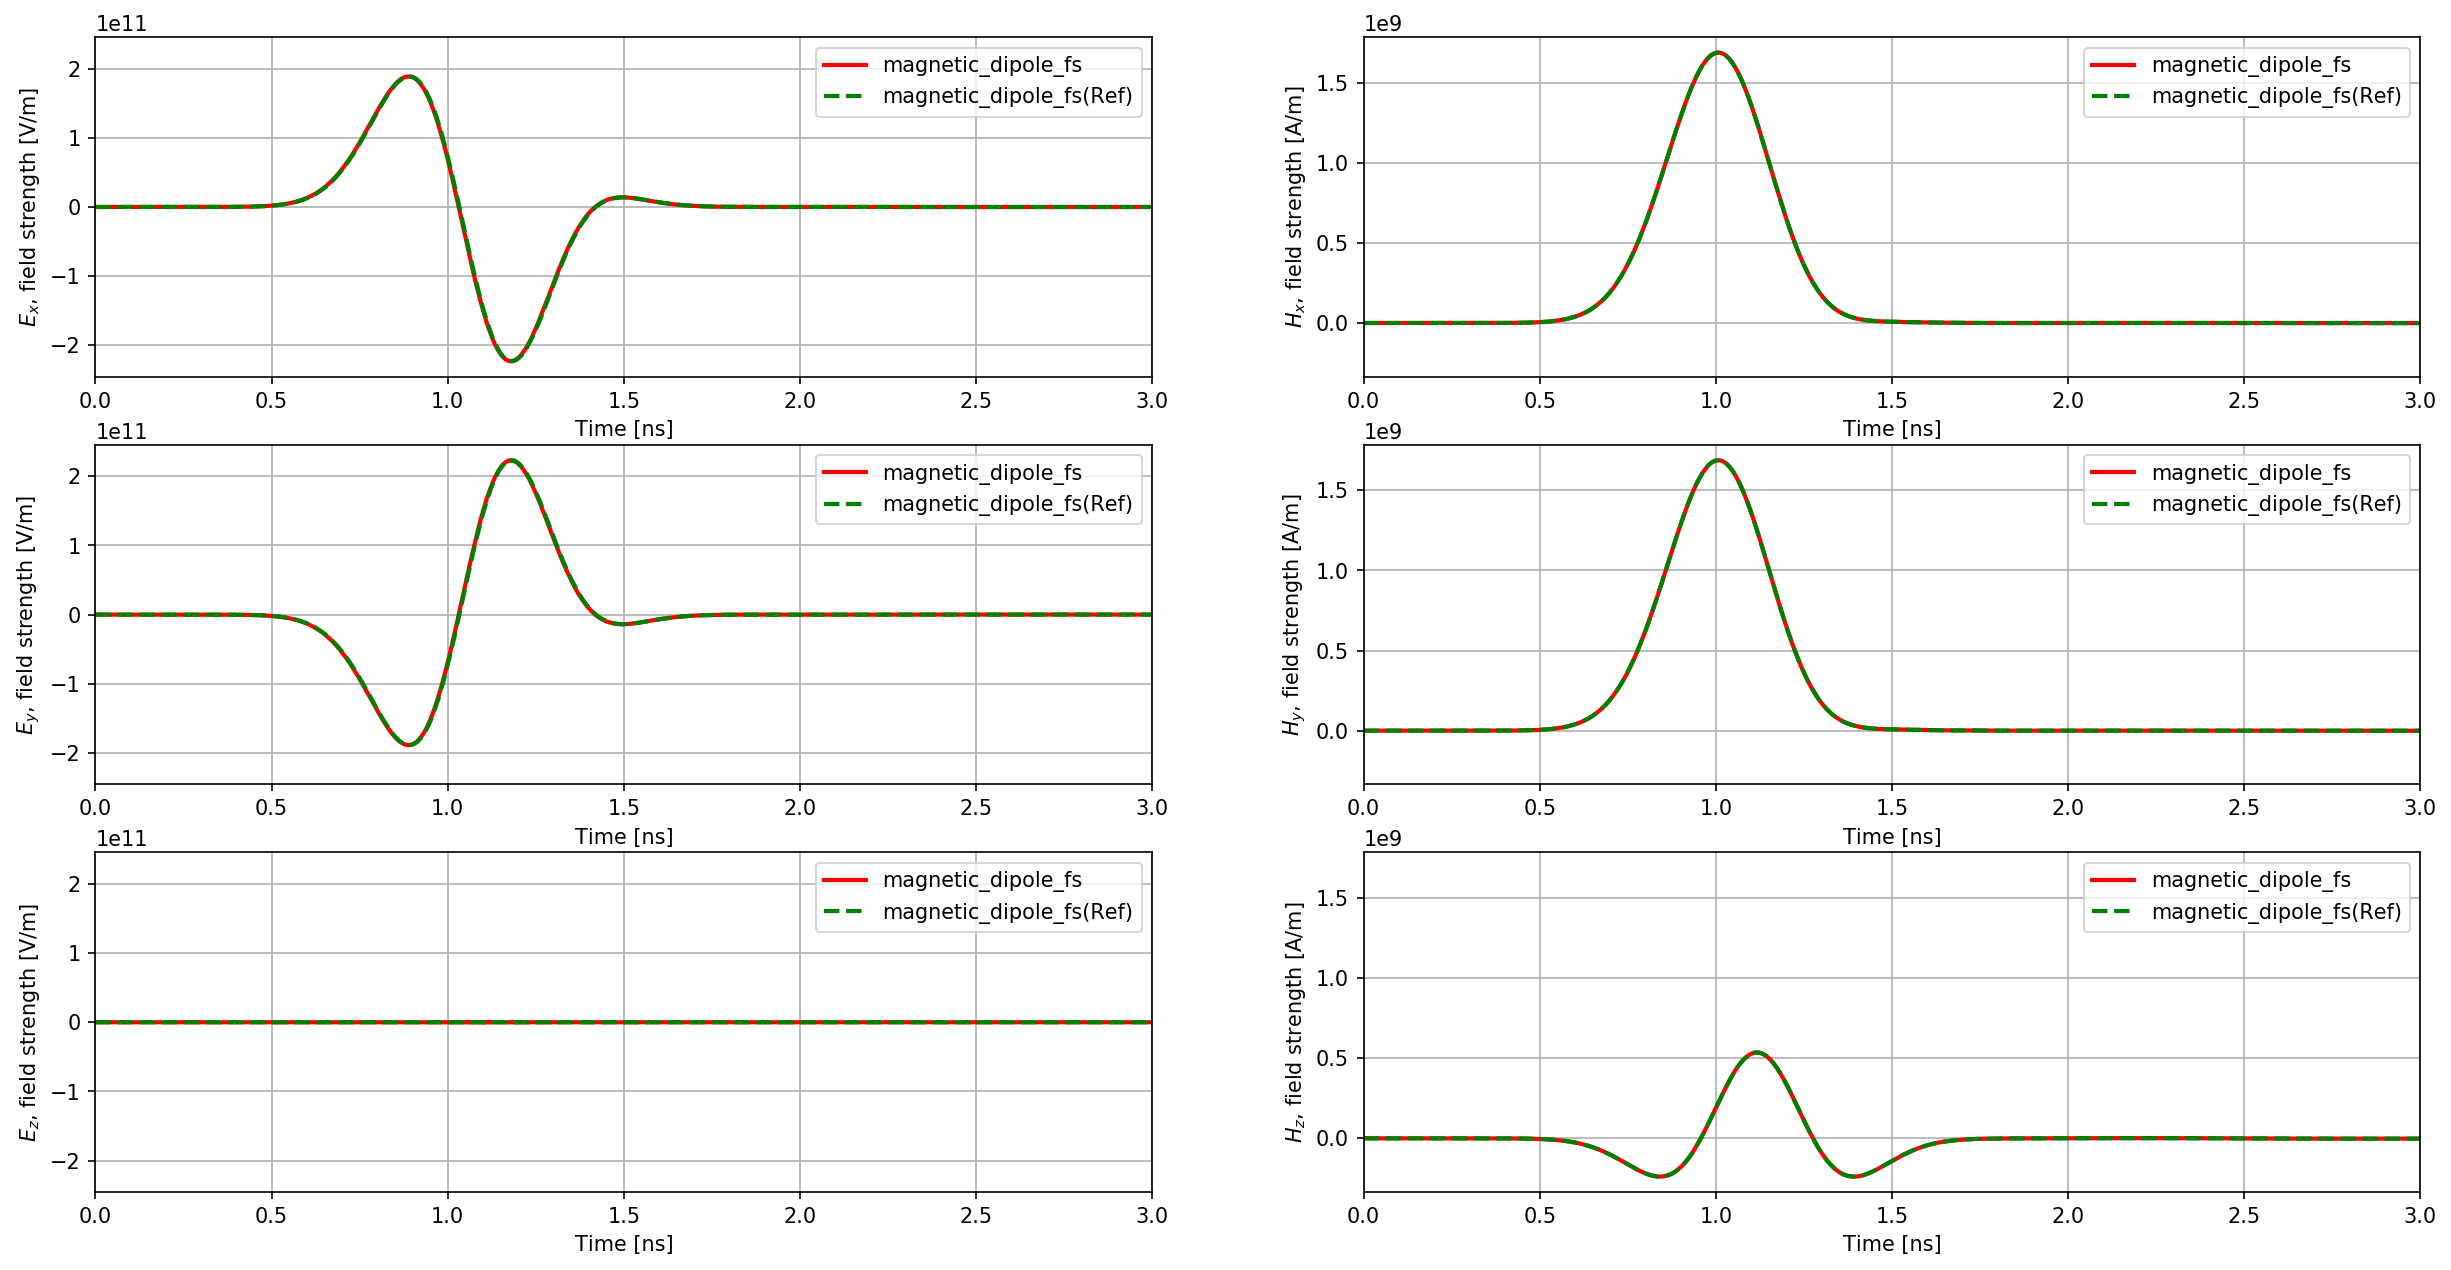 1e11
2
1
0
−1
−2
E_x, field strength [V/m]
magnetic_dipole_fs
magnetic_dipole_fs(Ref)
0.0 0.5 1.0 1.5 2.0 2.5 3.0
Time [ns]
1e9
1.5
1.0
0.5
0.0
H_x, field strength [A/m]
magnetic_dipole_fs
magnetic_dipole_fs(Ref)
0.0 0.5 1.0 1.5 2.0 2.5 3.0
Time [ns]
1e11
2
1
0
−1
−2
E_y, field strength [V/m]
magnetic_dipole_fs
magnetic_dipole_fs(Ref)
0.0 0.5 1.0 1.5 2.0 2.5 3.0
Time [ns]
1e9
1.5
1.0
0.5
0.0
H_y, field strength [A/m]
magnetic_dipole_fs
magnetic_dipole_fs(Ref)
0.0 0.5 1.0 1.5 2.0 2.5 3.0
Time [ns]
1e11
2
1
0
−1
−2
E_z, field strength [V/m]
magnetic_dipole_fs
magnetic_dipole_fs(Ref)
0.0 0.5 1.0 1.5 2.0 2.5 3.0
Time [ns]
1e9
1.5
1.0
0.5
0.0
H_z, field strength [A/m]
magnetic_dipole_fs
magnetic_dipole_fs(Ref)
0.0 0.5 1.0 1.5 2.0 2.5 3.0
Time [ns]